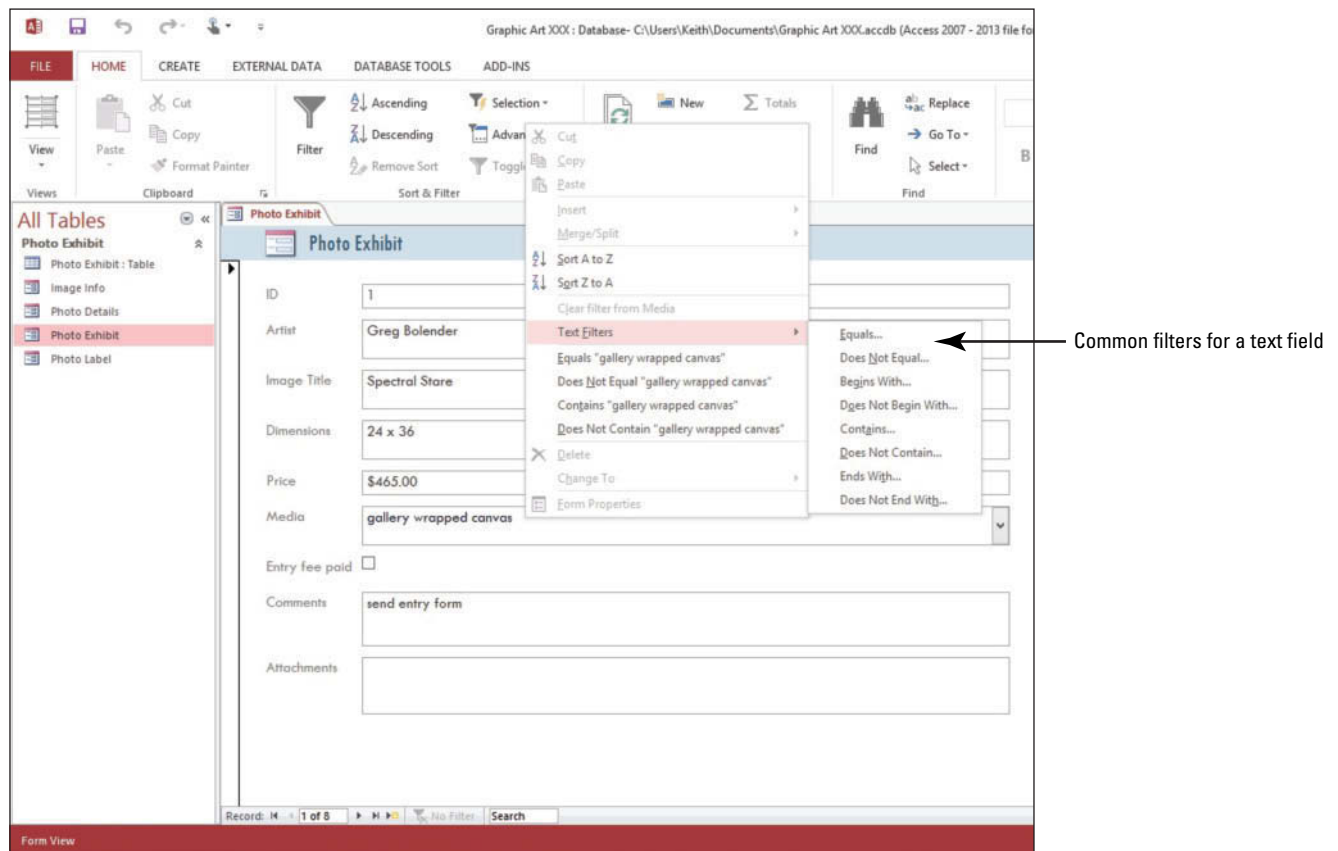 Graphic Art XXX : Database- C:\Users\Keith\Documents\Graphic Art XXX.accdb (Access 2007 - 2013 file fo
FILE HOME CREATE EXTERNAL DATA DATABASE TOOLS ADD-INS
View
Views
Paste
Cut
Copy
Format Painter
Clipboard
Filter
Ascending
Descending
Remove Sort
Selection
Advan
Toggl
Sort & Filter
New
Totals
Find
Replace
Go To
Select
Find
B
All Tables
Photo Exhibit
Photo Exhibit : Table
Image Info
Photo Details
Photo Exhibit
Photo Label
Photo Exhibit
Photo Exhibit
ID 1
Artist Greg Bolender
Image Title Spectral Stare
Dimensions 24 x 36
Price $465.00
Media gallery wrapped canvas
Entry fee paid
Comments send entry form
Attachments
Cut
Copy
Paste
Insert
Merge/Split
Sort A to Z
Sort Z to A
Clear filter from Media
Text Filters
Equals "gallery wrapped canvas"
Does Not Equal "gallery wrapped canvas"
Contains "gallery wrapped canvas"
Does Not Contain "gallery wrapped canvas"
Delete
Change To
Form Properties
Equals...
Does Not Equal...
Begins With...
Does Not Begin With...
Contains...
Does Not Contain...
Ends With...
Does Not End With...
Common filters for a text field
Record: 1 of 8 No Filter Search
Form View